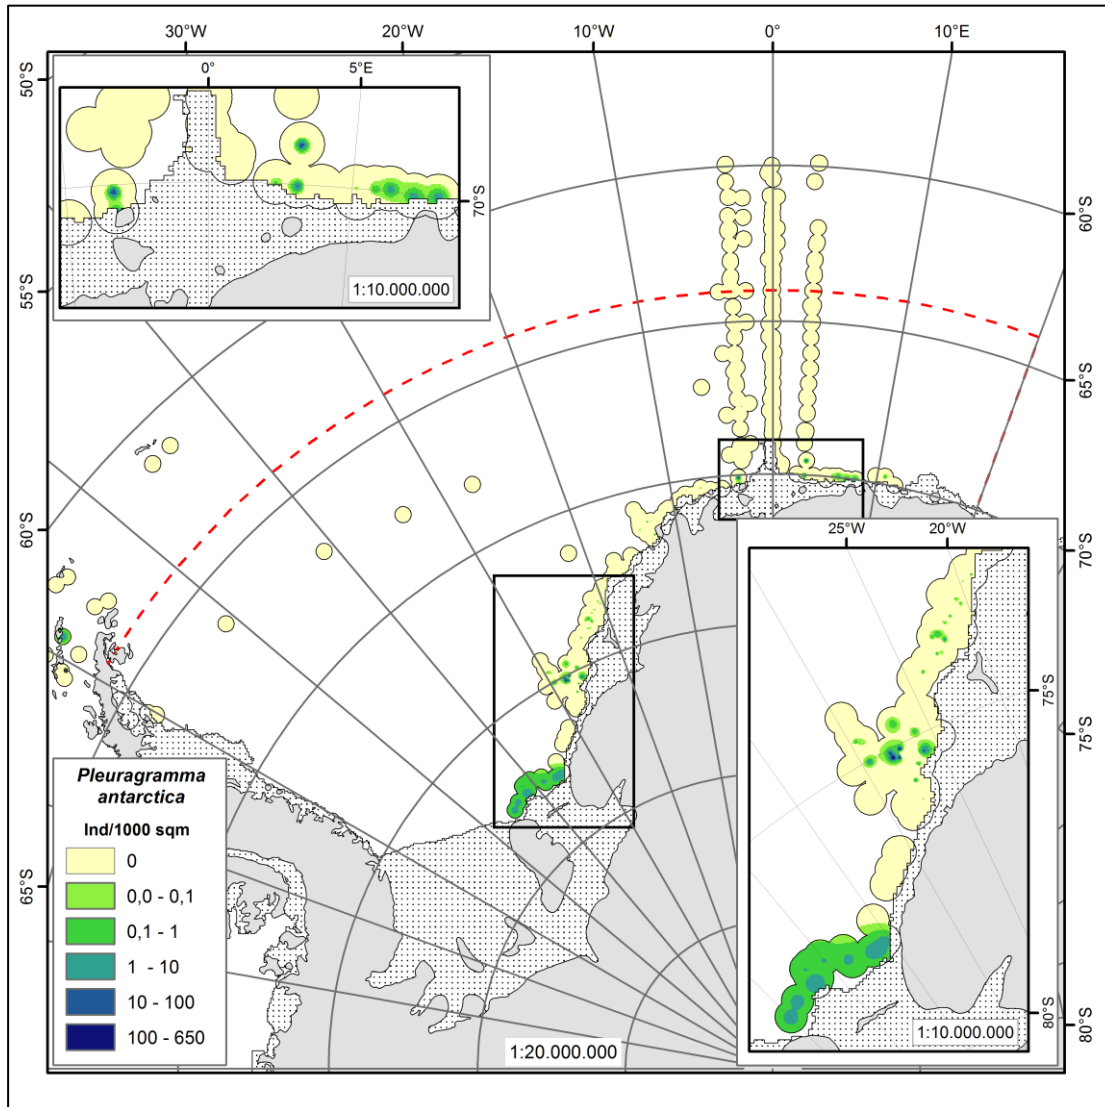 30°W
20°W
10°W
0°
10°E
50°S
55°S
60°S
65°S
60°S
65°S
70°S
75°S
80°S
0°
5°E
70°S
1:10.000.000
25°W
20°W
75°S
80°S
1:10.000.000
Pleuragramma
antarctica
Ind/1000 sqm
0
0,0 - 0,1
0,1 - 1
1 - 10
10 - 100
100 - 650
1:20.000.000